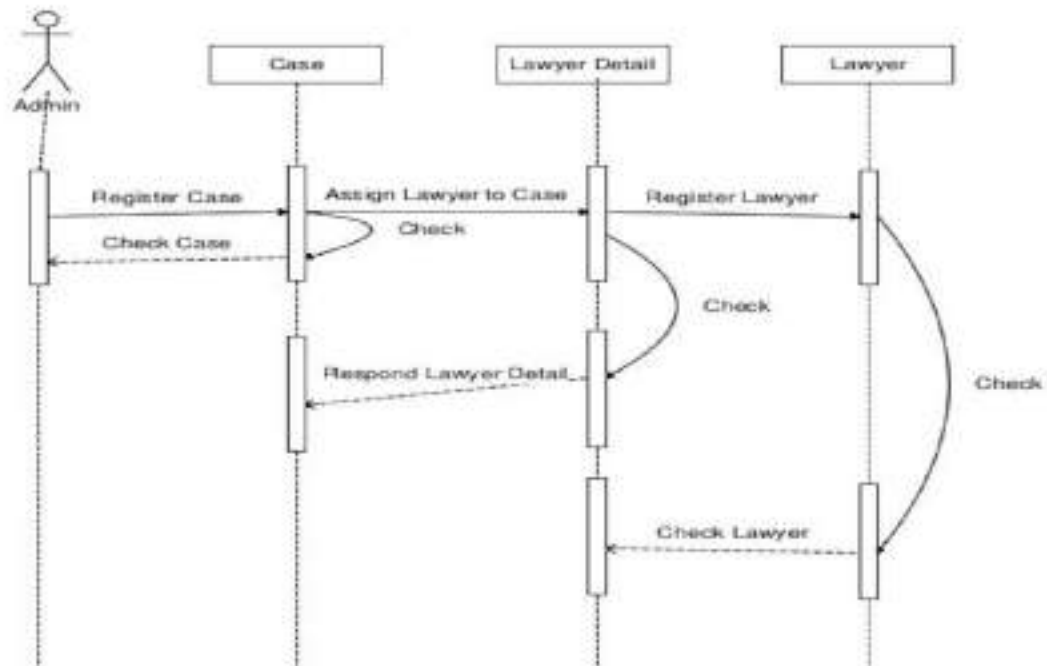 Case
Lawyer Detail
Lawyer
Admin
Register Case
Assign Lawyer to Case
Register Lawyer
Check
Check Case
Check
Respond Lawyer Detail
Check
Check Lawyer